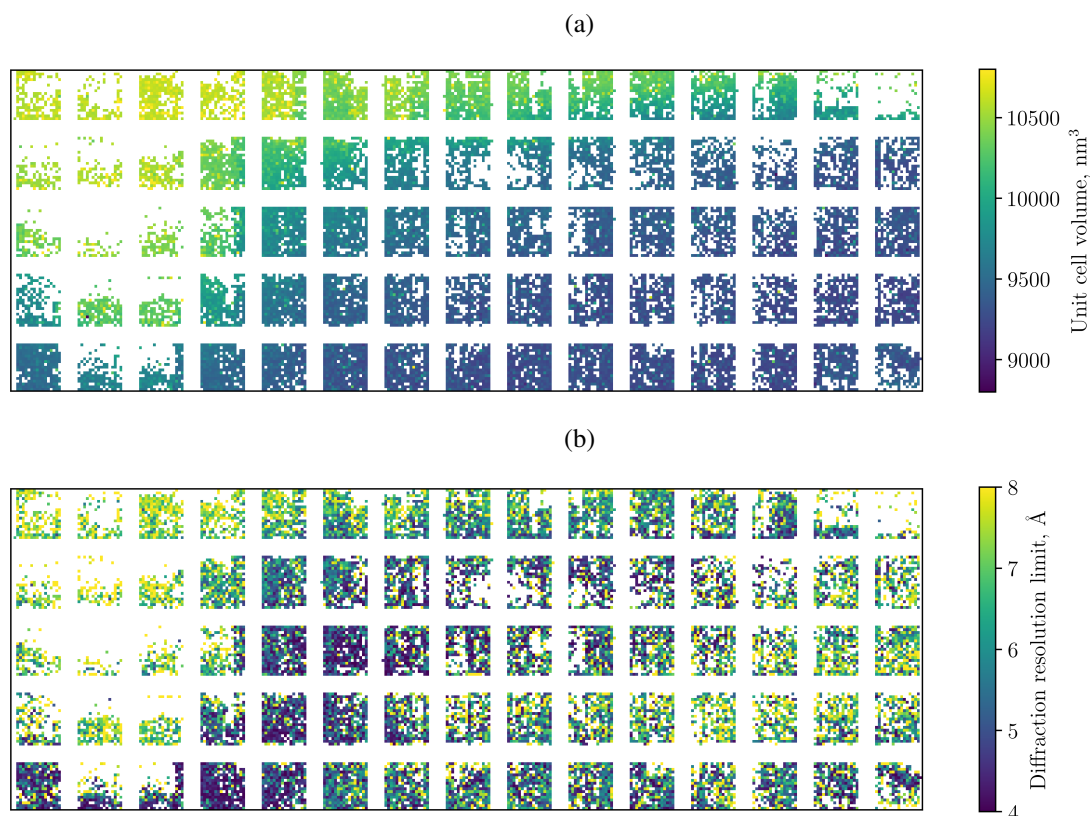 (a)
10500
10000
9500
9000
Unit cell volume, nm³
(b)
8
7
6
5
4
Diffraction resolution limit, Å